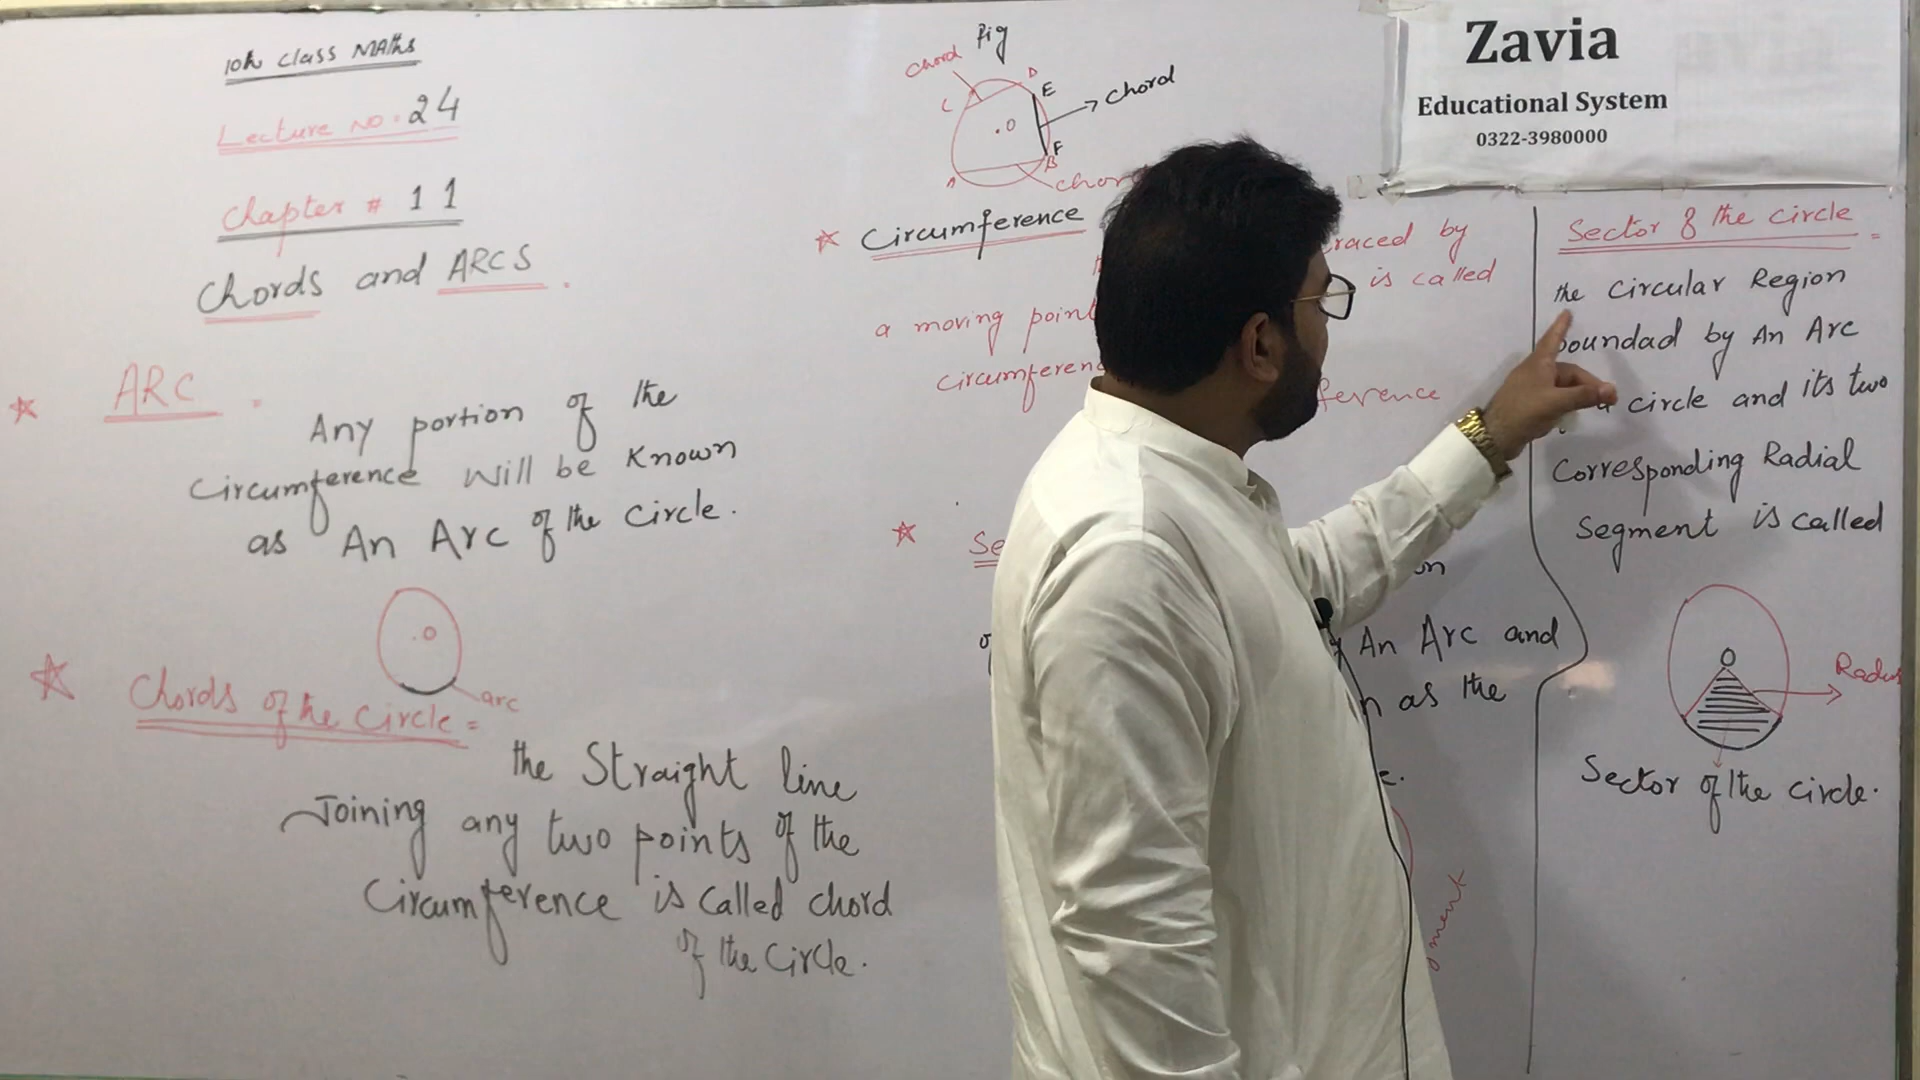 10th class MAths
Lecture NO. 24
Chapter # 11
Chords and ARCS.
ARC
Any portion of the
Circumference will be known
as An Arc of the circle.
.O
arc
Chords of the Circle =
the Straight line
Joining any two points of the
Circumference is called chord
of the Circle.
Fig
chord
C
D
E
chord
.O
F
B
A
Circumference
raced by
is called
a moving point
on
An Arc and
as the
Zavia
Educational System
0322-3980000
Sector of the circle =
the Circular Region
boundad by An Arc
circle and its two
Corresponding Radial
Segment is called
O
Sector of the circle.